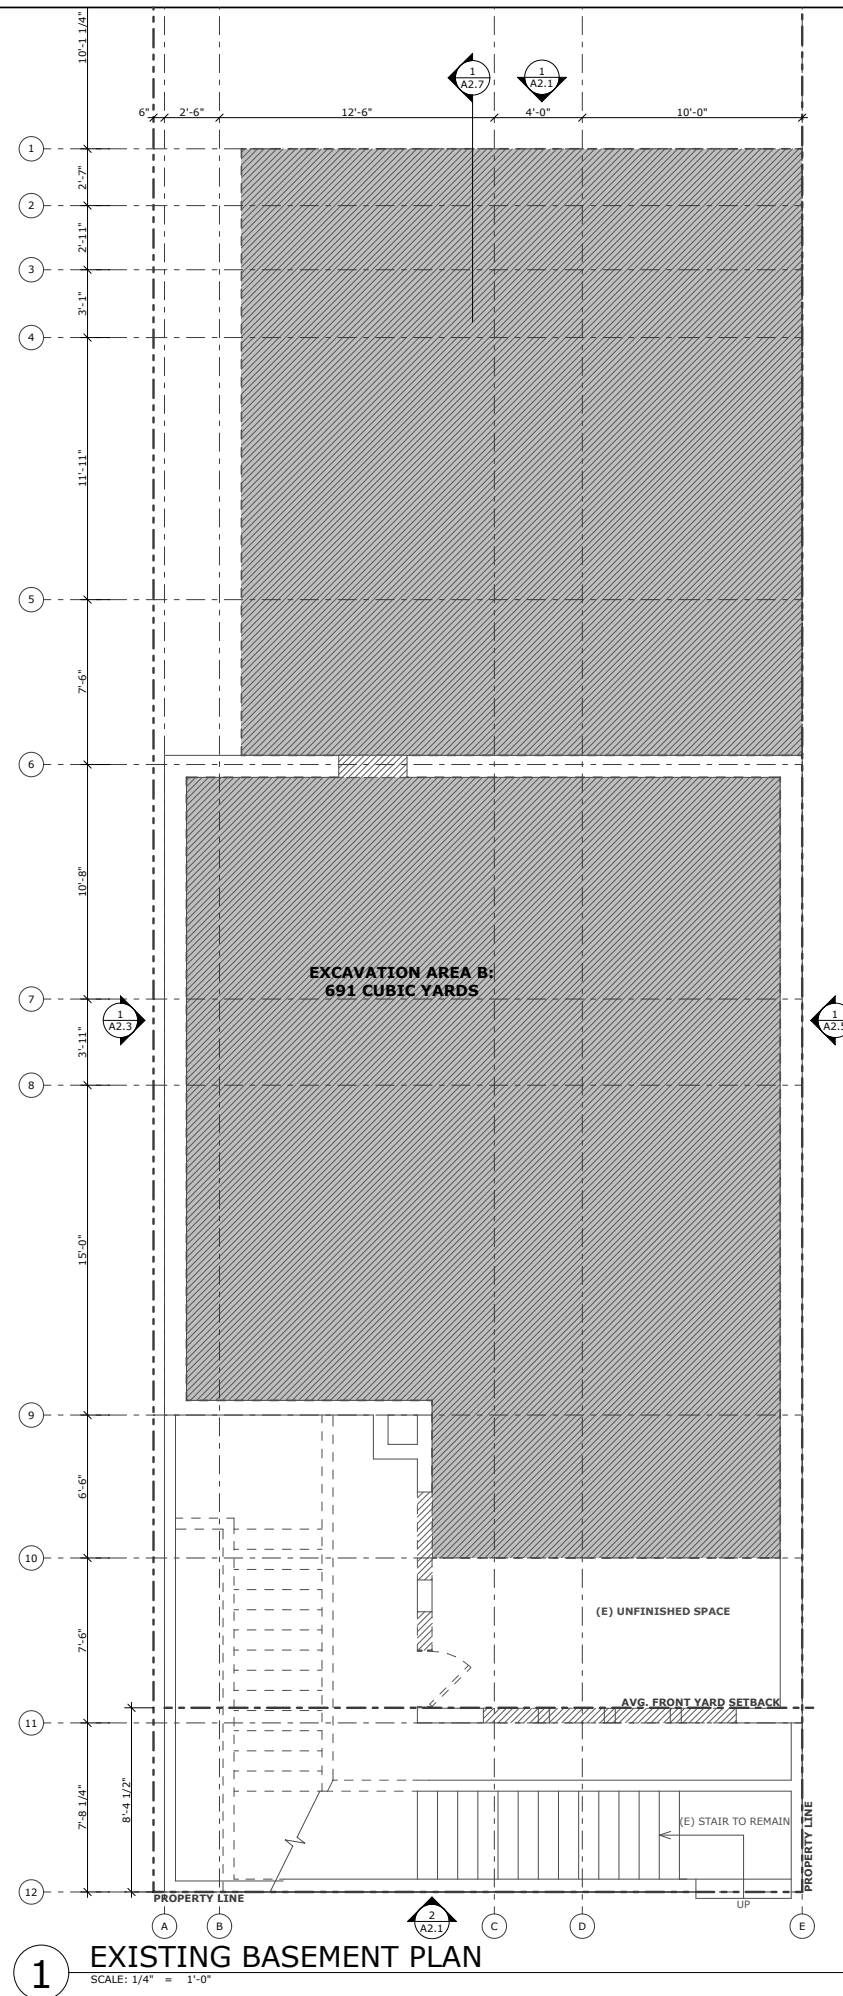 10'-1 1/4"
1
A2.7
1
A2.1
6"
2'-6"
12'-6"
4'-0"
10'-0"
1
2'-7"
2
2'-11"
3
3'-1"
4
11'-11"
5
7'-6"
6
10'-8"
EXCAVATION AREA B:
691 CUBIC YARDS
7
1
A2.3
1
A2.5
3'-11"
8
15'-0"
9
6'-6"
10
(E) UNFINISHED SPACE
7'-6"
AVG. FRONT YARD SETBACK
11
7'-8 1/4"
8'-4 1/2"
(E) STAIR TO REMAIN
PROPERTY LINE
12
PROPERTY LINE
UP
A
B
2
A2.1
C
D
E
1
EXISTING BASEMENT PLAN
SCALE: 1/4" = 1'-0"